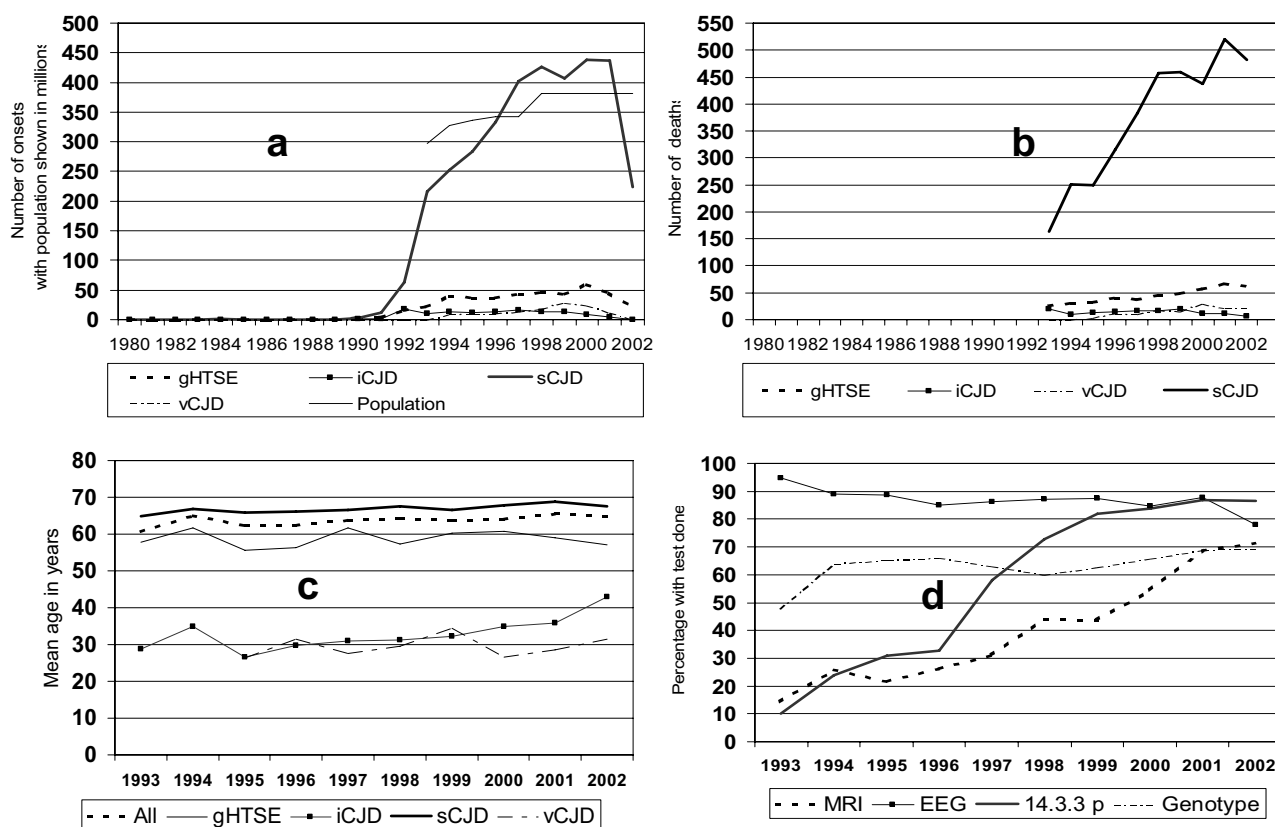 Number of onsets
with population shown in millions
500
450
400
350
300
250
200
150
100
50
0
a
1980 1982 1984 1986 1988 1990 1992 1994 1996 1998 2000 2002
gHTSE iCJD sCJD
vCJD Population
Number of deaths
550
500
450
400
350
300
250
200
150
100
50
0
b
1980 1982 1984 1986 1988 1990 1992 1994 1996 1998 2000 2002
gHTSE iCJD vCJD sCJD
Mean age in years
80
70
60
50
40
30
20
10
0
c
1993 1994 1995 1996 1997 1998 1999 2000 2001 2002
All gHTSE iCJD sCJD vCJD
Percentage with test done
100
90
80
70
60
50
40
30
20
10
0
d
1993 1994 1995 1996 1997 1998 1999 2000 2001 2002
MRI EEG 14.3.3 p Genotype